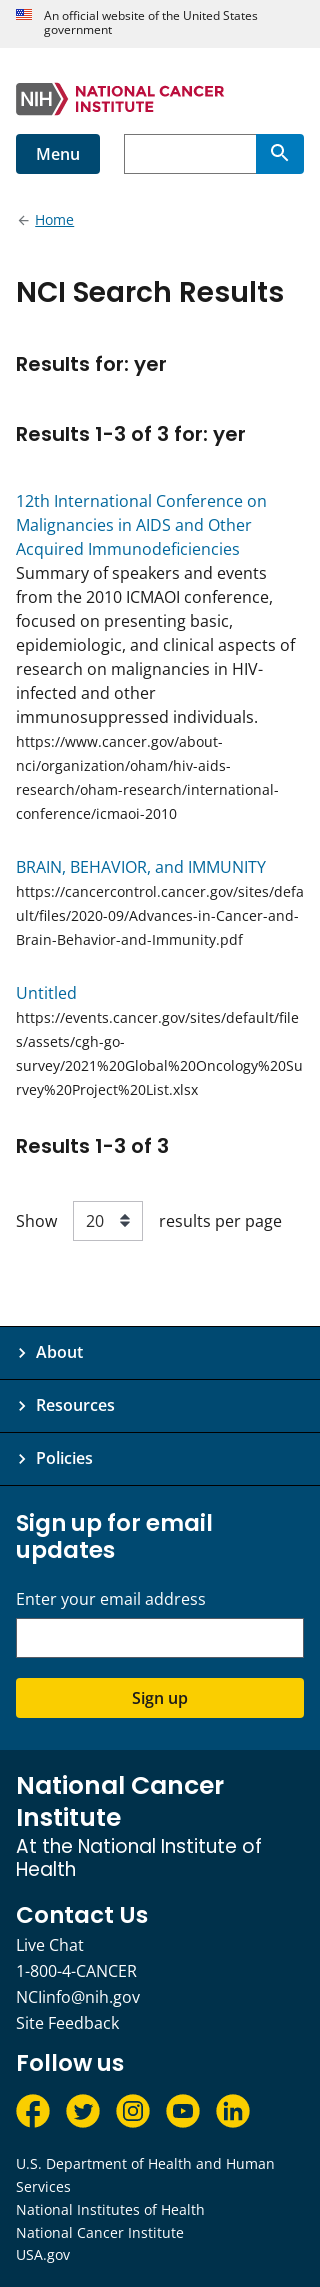 An official website of the United States
government
NIH NATIONAL CANCER
INSTITUTE
Menu
Home
NCI Search Results
Results for: yer
Results 1-3 of 3 for: yer
12th International Conference on
Malignancies in AIDS and Other
Acquired Immunodeficiencies
Summary of speakers and events
from the 2010 ICMAOI conference,
focused on presenting basic,
epidemiologic, and clinical aspects of
research on malignancies in HIV-
infected and other
immunosuppressed individuals.
https://www.cancer.gov/about-
nci/organization/oham/hiv-aids-
research/oham-research/international-
conference/icmaoi-2010
BRAIN, BEHAVIOR, and IMMUNITY
https://cancercontrol.cancer.gov/sites/defa
ult/files/2020-09/Advances-in-Cancer-and-
Brain-Behavior-and-Immunity.pdf
Untitled
https://events.cancer.gov/sites/default/file
s/assets/cgh-go-
survey/2021%20Global%20Oncology%20Su
rvey%20Project%20List.xlsx
Results 1-3 of 3
Show 20 results per page
About
Resources
Policies
Sign up for email
updates
Enter your email address
Sign up
National Cancer
Institute
At the National Institute of
Health
Contact Us
Live Chat
1-800-4-CANCER
NCIinfo@nih.gov
Site Feedback
Follow us
U.S. Department of Health and Human
Services
National Institutes of Health
National Cancer Institute
USA.gov